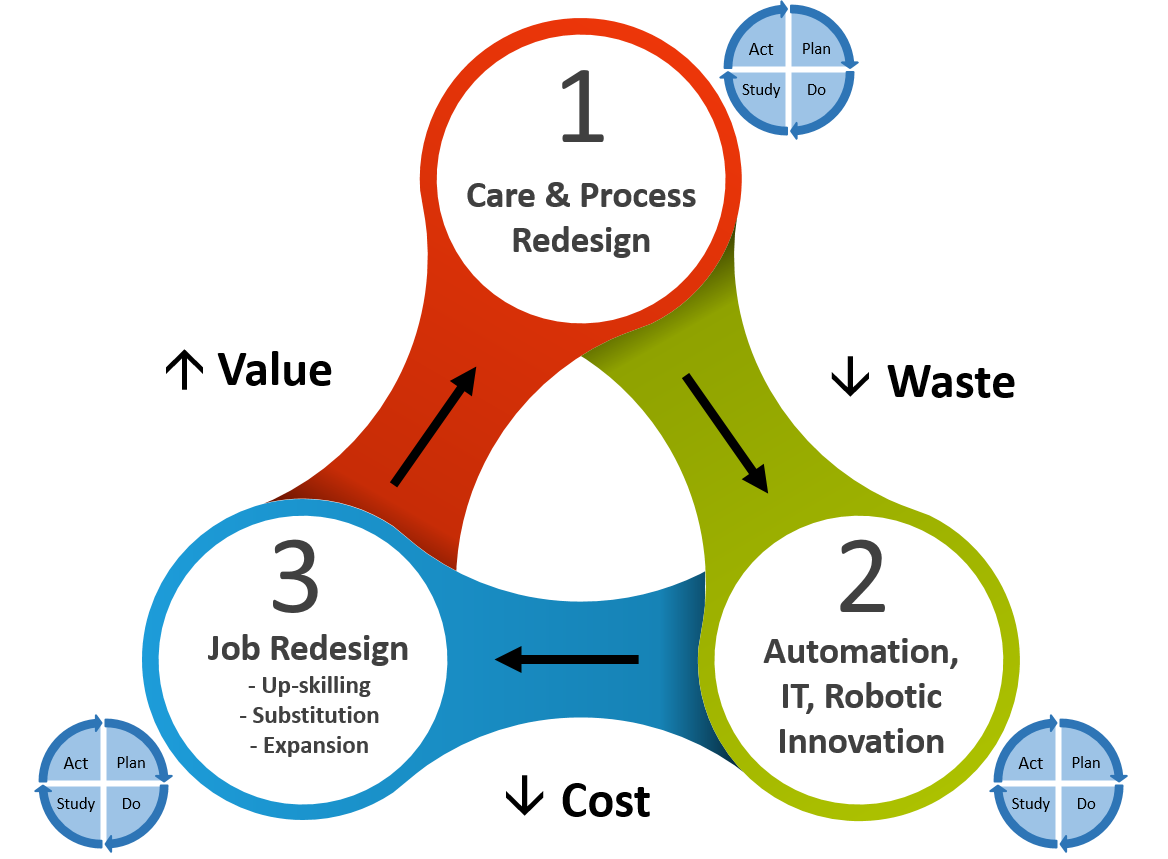 Act Plan
Study Do
1
Care & Process
Redesign
↑ Value
↓ Waste
3
Job Redesign
- Up-skilling
- Substitution
- Expansion
2
Automation,
IT, Robotic
Innovation
Act Plan
Study Do
↓ Cost
Act Plan
Study Do